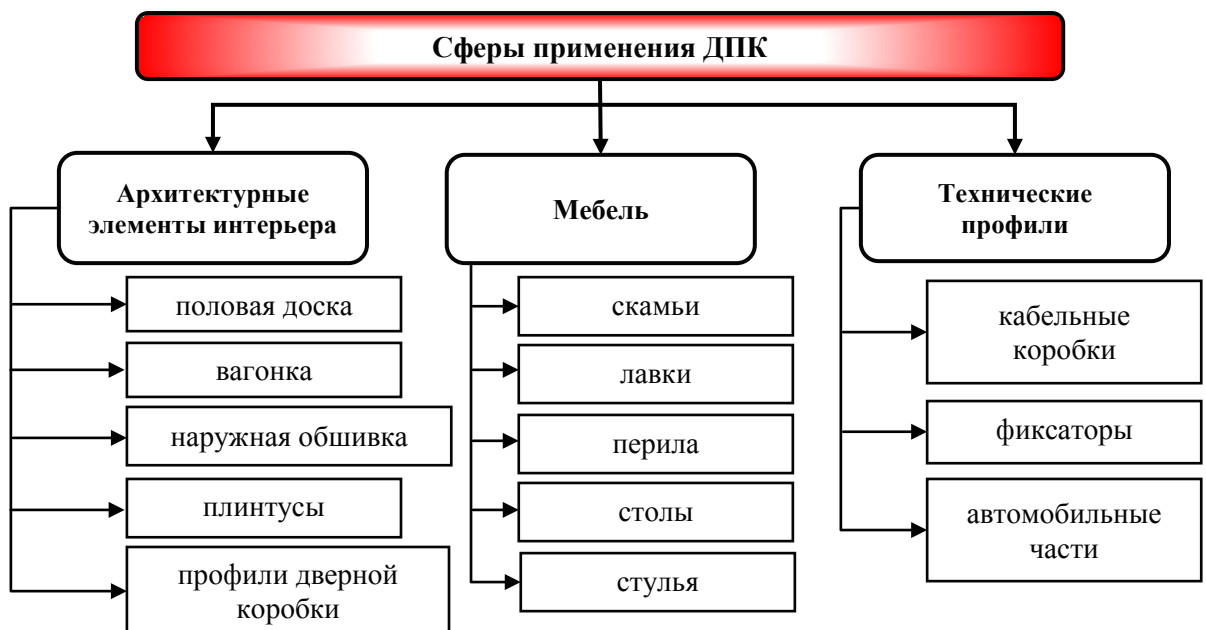 Сферы применения ДПК
Архитектурные
элементы интерьера
половая доска
вагонка
наружная обшивка
плинтусы
профили дверной
коробки
Мебель
скамьи
лавки
перила
столы
стулья
Технические
профили
кабельные
коробки
фиксаторы
автомобильные
части